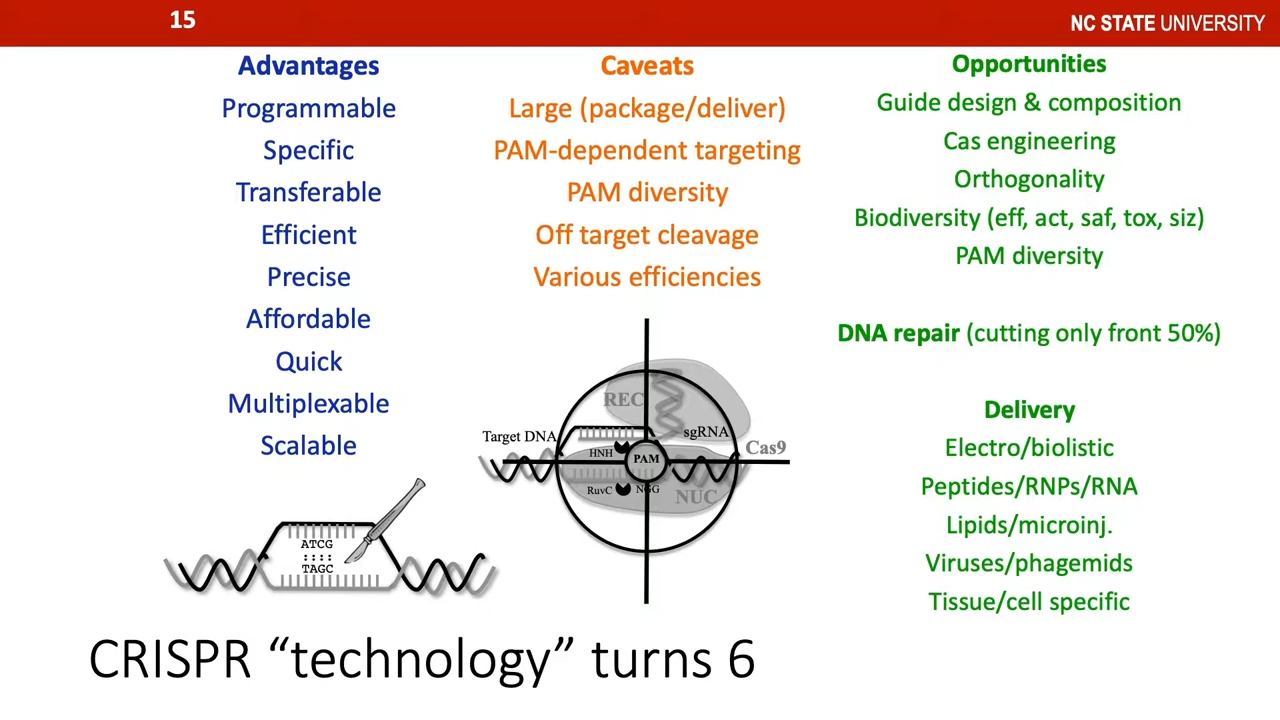 15
NC STATE UNIVERSITY
Advantages
Programmable
Specific
Transferable
Efficient
Precise
Affordable
Quick
Multiplexable
Scalable
Caveats
Large (package/deliver)
PAM-dependent targeting
PAM diversity
Off target cleavage
Various efficiencies
Opportunities
Guide design & composition
Cas engineering
Orthogonality
Biodiversity (eff, act, saf, tox, siz)
PAM diversity
DNA repair (cutting only front 50%)
Delivery
Electro/biolistic
Peptides/RNPs/RNA
Lipids/microinj.
Viruses/phagemids
Tissue/cell specific
REC
Target DNA
sgRNA
Cas9
HNH
PAM
RuvC
NGG
NUC
ATCG
::::
TAGC
CRISPR “technology” turns 6